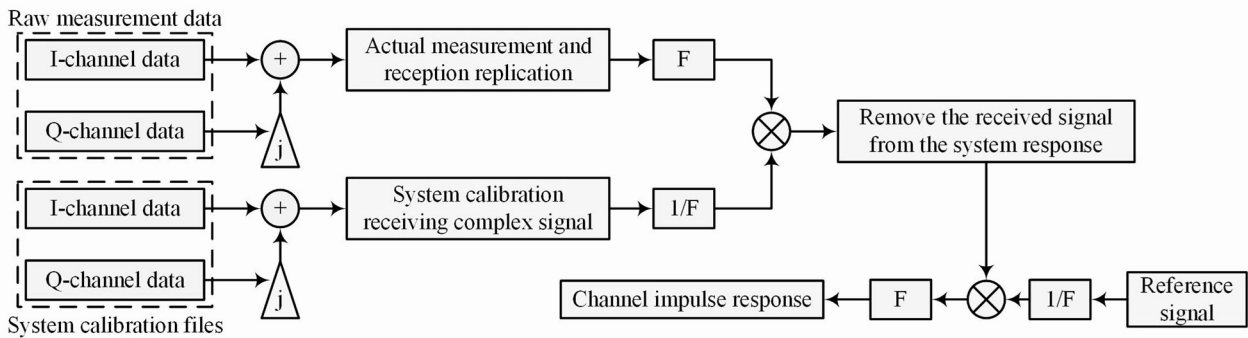 Raw measurement data
I-channel data
+
Actual measurement and
reception replication
F
Q-channel data
j
Remove the received signal
from the system response
I-channel data
+
System calibration
receiving complex signal
1/F
Q-channel data
j
Channel impulse response
F
1/F
Reference
signal
System calibration files